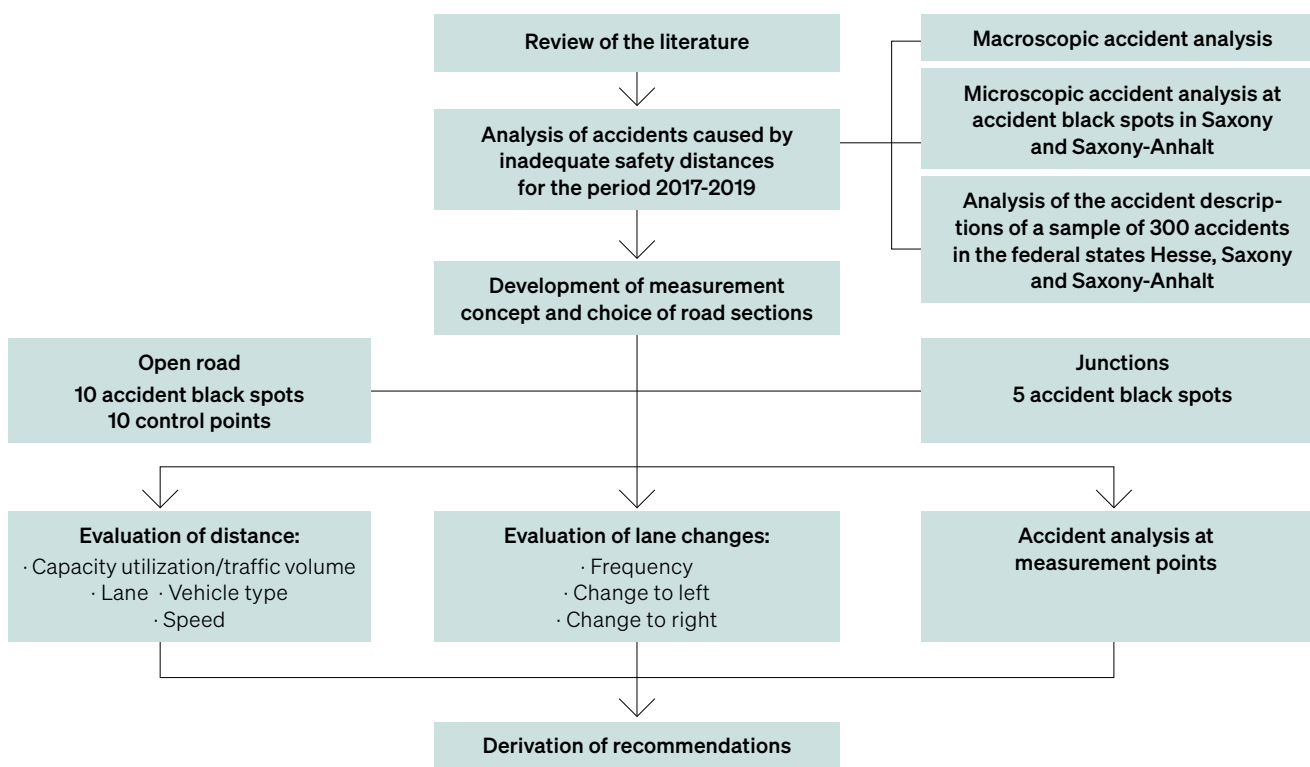 Review of the literature
Macroscopic accident analysis
Microscopic accident analysis at
accident black spots in Saxony
and Saxony-Anhalt
Analysis of accidents caused by
inadequate safety distances
for the period 2017-2019
Analysis of the accident descrip-
tions of a sample of 300 accidents
in the federal states Hesse, Saxony
and Saxony-Anhalt
Development of measurement
concept and choice of road sections
Open road
10 accident black spots
10 control points
Junctions
5 accident black spots
Evaluation of distance:
· Capacity utilization/traffic volume
· Lane · Vehicle type
· Speed
Evaluation of lane changes:
· Frequency
· Change to left
· Change to right
Accident analysis at
measurement points
Derivation of recommendations